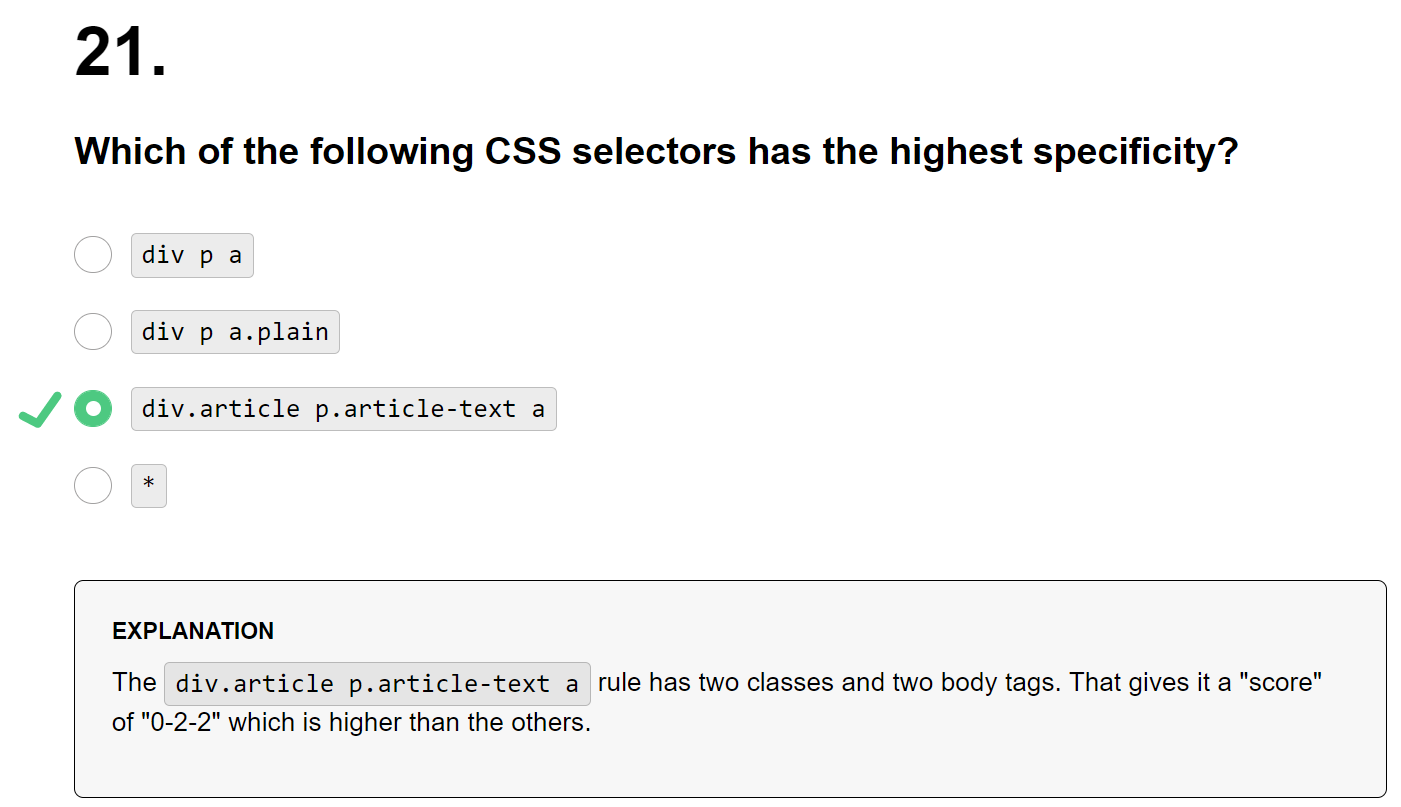 21.
Which of the following CSS selectors has the highest specificity?
div p a
div p a.plain
div.article p.article-text a
*
EXPLANATION
The div.article p.article-text a rule has two classes and two body tags. That gives it a "score"
of "0-2-2" which is higher than the others.